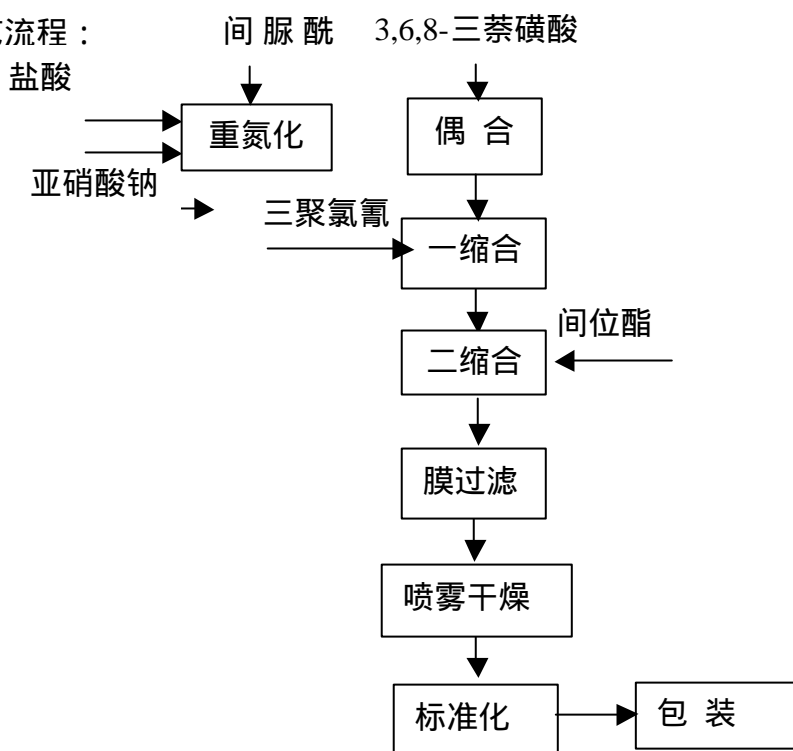 流程：
间 脲 酰 3,6,8-三萘磺酸
盐酸
重氮化
偶 合
亚硝酸钠
三聚氯氰
一缩合
间位酯
二缩合
膜过滤
喷雾干燥
标准化
包 装